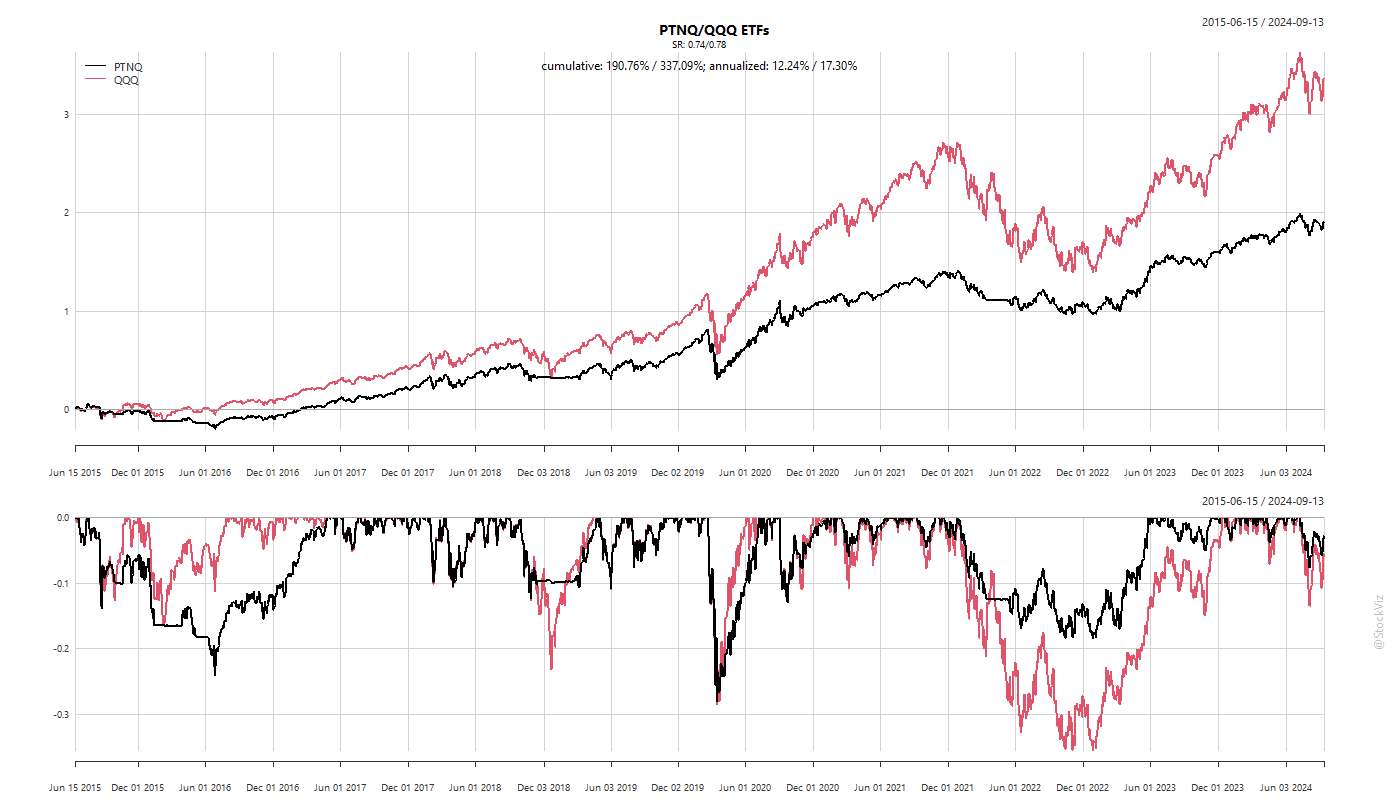 PTNQ/QQQ ETFs
SR: 0.74/0.78
2015-06-15 / 2024-09-13
cumulative: 190.76% / 337.09%; annualized: 12.24% / 17.30%
PTNQ
QQQ
3
2
1
0
Jun 15 2015 Dec 01 2015 Jun 01 2016 Dec 01 2016 Jun 01 2017 Dec 01 2017 Jun 01 2018 Dec 03 2018 Jun 03 2019 Dec 02 2019 Jun 01 2020 Dec 01 2020 Jun 01 2021 Dec 01 2021 Jun 01 2022 Dec 01 2022 Jun 01 2023 Dec 01 2023 Jun 03 2024
2015-06-15 / 2024-09-13
0.0
-0.1
-0.2
-0.3
Jun 15 2015 Dec 01 2015 Jun 01 2016 Dec 01 2016 Jun 01 2017 Dec 01 2017 Jun 01 2018 Dec 03 2018 Jun 03 2019 Dec 02 2019 Jun 01 2020 Dec 01 2020 Jun 01 2021 Dec 01 2021 Jun 01 2022 Dec 01 2022 Jun 01 2023 Dec 01 2023 Jun 03 2024
@StockViz